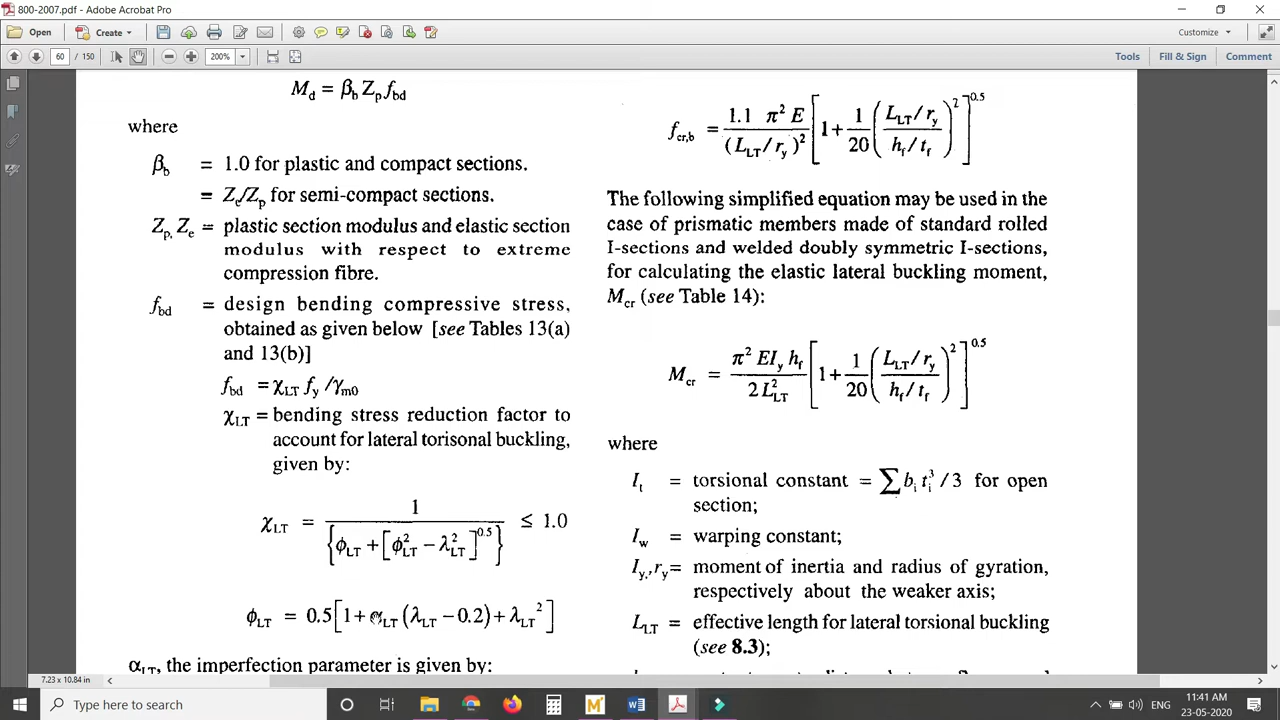 800-2007.pdf - Adobe Acrobat Pro
Open
Create
Customize
60
/ 150
200%
Tools
Fill & Sign
Comment
M_d = β_b Z_p f_bd
where
β_b = 1.0 for plastic and compact sections.
= Z_e/Z_p for semi-compact sections.
Z_p, Z_e = plastic section modulus and elastic section
modulus with respect to extreme
compression fibre.
f_bd = design bending compressive stress,
obtained as given below [see Tables 13(a)
and 13(b)]
f_bd = χ_LT f_y / γ_m0
χ_LT = bending stress reduction factor to
account for lateral torisonal buckling,
given by:
χ_LT = 1 / {φ_LT + [φ²_LT − λ²_LT]^0.5} ≤ 1.0
φ_LT = 0.5[1 + α_LT (λ_LT − 0.2) + λ_LT²]
α_LT, the imperfection parameter is given by:
f_cr,b = 1.1 π² E / (L_LT / r_y)² [1 + 1/20 ((L_LT / r_y) / (h_f / t_f))²]^0.5
The following simplified equation may be used in the
case of prismatic members made of standard rolled
I-sections and welded doubly symmetric I-sections,
for calculating the elastic lateral buckling moment,
M_cr (see Table 14):
M_cr = π² E I_y h_f / 2 L²_LT [1 + 1/20 ((L_LT / r_y) / (h_f / t_f))²]^0.5
where
I_t = torsional constant = ∑ b_i t_i³ / 3 for open
section;
I_w = warping constant;
I_y, r_y = moment of inertia and radius of gyration,
respectively about the weaker axis;
L_LT = effective length for lateral torsional buckling
(see 8.3);
7.23 x 10.84 in
Type here to search
ENG
11:41 AM
23-05-2020